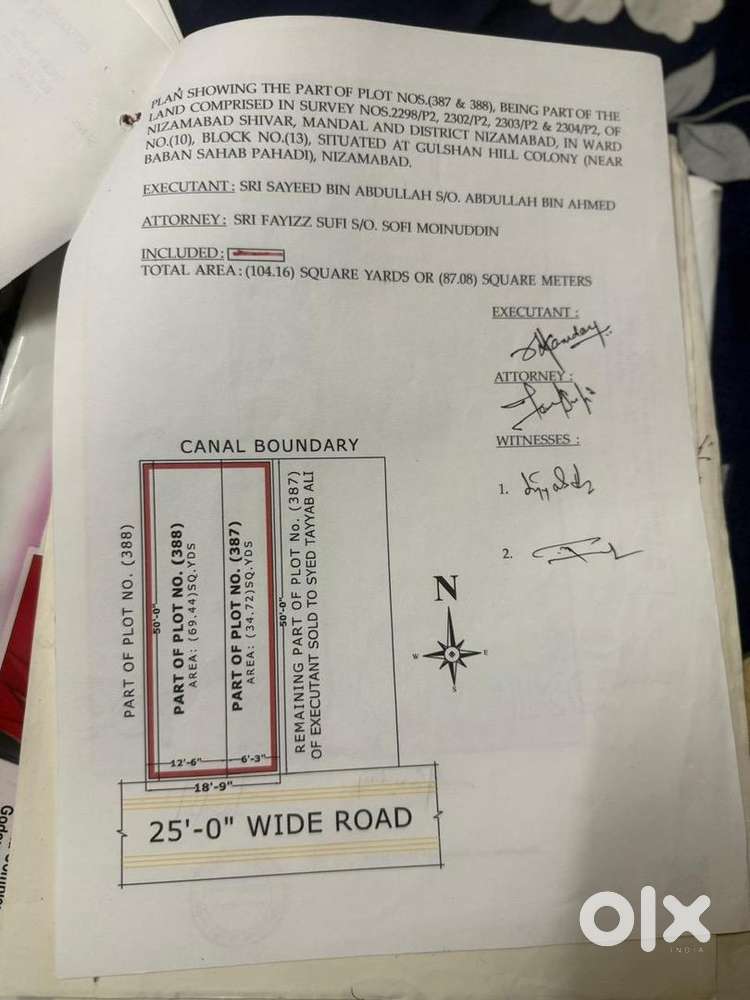 PLAN SHOWING THE PART OF PLOT NOS.(387 & 388), BEING PART OF THE
LAND COMPRISED IN SURVEY NOS.2298/P2, 2302/P2, 2303/P2 & 2304/P2, OF
NIZAMABAD SHIVAR, MANDAL AND DISTRICT NIZAMABAD, IN WARD
NO.(10), BLOCK NO.(13), SITUATED AT GULSHAN HILL COLONY (NEAR
BABAN SAHAB PAHADI), NIZAMABAD.
EXECUTANT: SRI SAYEED BIN ABDULLAH S/O. ABDULLAH BIN AHMED
ATTORNEY: SRI FAYIZZ SUFI S/O. SOFI MOINUDDIN
INCLUDED:
TOTAL AREA: (104.16) SQUARE YARDS OR (87.08) SQUARE METERS
EXECUTANT :
ATTORNEY :
WITNESSES :
1.
2.
CANAL BOUNDARY
PART OF PLOT NO. (388)
50'-0"
PART OF PLOT NO. (388)
AREA: (69.44)SQ.YDS
PART OF PLOT NO. (387)
AREA: (34.72)SQ.YDS
50'-0"
REMAINING PART OF PLOT No. (387)
OF EXECUTANT SOLD TO SYED TAYYAB ALI
12'-6"
6'-3"
18'-9"
25'-0" WIDE ROAD
N
W
E
S
olx
INDIA